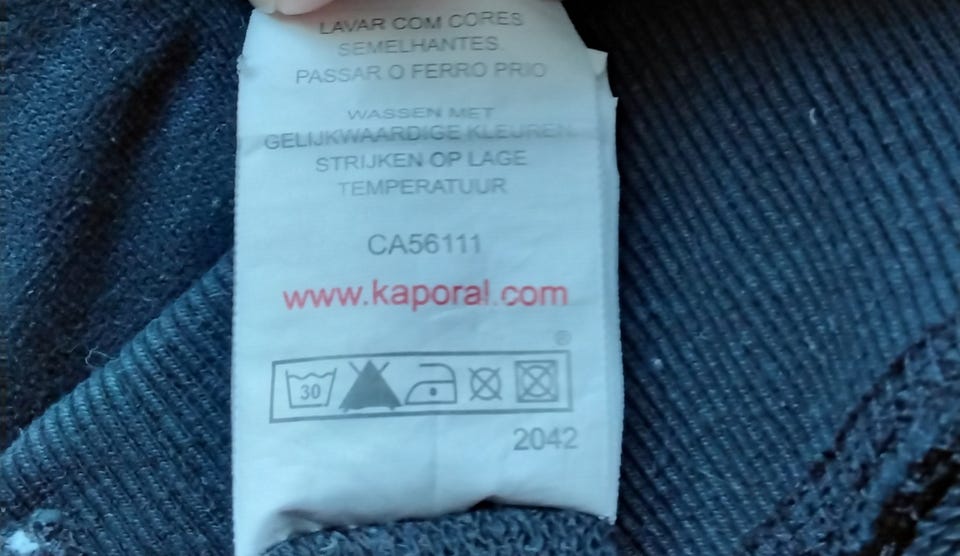 LAVAR COM CORES
SEMELHANTES.
PASSAR O FERRO PRIO
WASSEN MET
GELIJKWAARDIGE KLEUREN
STRIJKEN OP LAGE
TEMPERATUUR
CA56111
www.kaporal.com
®
30
2042